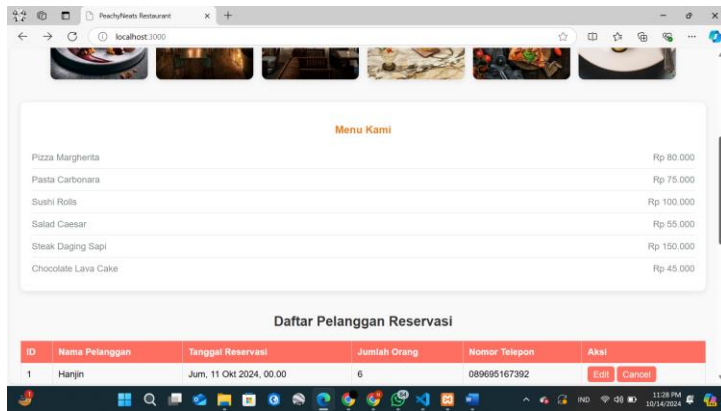 PeachyNeats Restaurant
localhost:3000
Menu Kami
Pizza Margherita Rp 80.000
Pasta Carbonara Rp 75.000
Sushi Rolls Rp 100.000
Salad Caesar Rp 55.000
Steak Daging Sapi Rp 150.000
Chocolate Lava Cake Rp 45.000
Daftar Pelanggan Reservasi
ID Nama Pelanggan Tanggal Reservasi Jumlah Orang Nomor Telepon Aksi
1 Hanjin Jum, 11 Okt 2024, 00.00 6 089695167392 Edit Cancel
IND 11:28 PM
10/14/2024